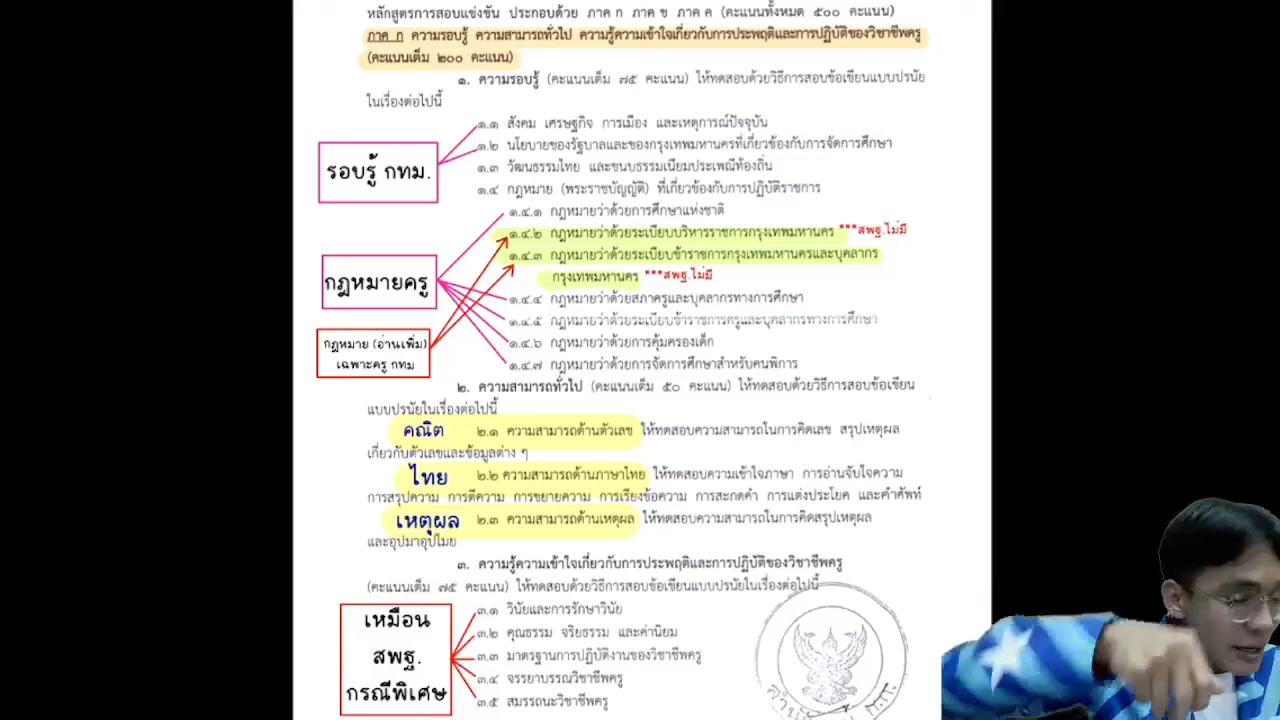 หลักสูตรการสอบแข่งขัน ประกอบด้วย ภาค ก ภาค ข ภาค ค (คะแนนทั้งหมด ๕๐๐ คะแนน)
ภาค ก ความรอบรู้ ความสามารถทั่วไป ความรู้ความเข้าใจเกี่ยวกับการประพฤติและการปฏิบัติของวิชาชีพครู
(คะแนนเต็ม ๒๐๐ คะแนน)
๑. ความรอบรู้ (คะแนนเต็ม ๗๕ คะแนน) ให้ทดสอบด้วยวิธีการสอบข้อเขียนแบบปรนัย
ในเรื่องต่อไปนี้
๑.๑ สังคม เศรษฐกิจ การเมือง และเหตุการณ์ปัจจุบัน
๑.๒ นโยบายของรัฐบาลและของกรุงเทพมหานครที่เกี่ยวข้องกับการจัดการศึกษา
รอบรู้ กทม.
๑.๓ วัฒนธรรมไทย และขนบธรรมเนียมประเพณีท้องถิ่น
๑.๔ กฎหมาย (พระราชบัญญัติ) ที่เกี่ยวข้องกับการปฏิบัติราชการ
๑.๔.๑ กฎหมายว่าด้วยการศึกษาแห่งชาติ
๑.๔.๒ กฎหมายว่าด้วยระเบียบบริหารราชการกรุงเทพมหานคร ***สพฐ.ไม่มี
๑.๔.๓ กฎหมายว่าด้วยระเบียบข้าราชการกรุงเทพมหานครและบุคลากร
กรุงเทพมหานคร ***สพฐ.ไม่มี
กฎหมายครู
๑.๔.๔ กฎหมายว่าด้วยสภาครูและบุคลากรทางการศึกษา
๑.๔.๕ กฎหมายว่าด้วยระเบียบข้าราชการครูและบุคลากรทางการศึกษา
๑.๔.๖ กฎหมายว่าด้วยการคุ้มครองเด็ก
กฎหมาย (อ่านเพิ่ม)
เฉพาะครู กทม
๑.๔.๗ กฎหมายว่าด้วยการจัดการศึกษาสำหรับคนพิการ
๒. ความสามารถทั่วไป (คะแนนเต็ม ๕๐ คะแนน) ให้ทดสอบด้วยวิธีการสอบข้อเขียน
แบบปรนัยในเรื่องต่อไปนี้
คณิต ๒.๑ ความสามารถด้านตัวเลข ให้ทดสอบความสามารถในการคิดเลข สรุปเหตุผล
เกี่ยวกับตัวเลขและข้อมูลต่าง ๆ
ไทย ๒.๒ ความสามารถด้านภาษาไทย ให้ทดสอบความเข้าใจภาษา การอ่านจับใจความ
การสรุปความ การตีความ การขยายความ การเรียงข้อความ การสะกดคำ การแต่งประโยค และคำศัพท์
เหตุผล ๒.๓ ความสามารถด้านเหตุผล ให้ทดสอบความสามารถในการคิดสรุปเหตุผล
และอุปมาอุปไมย
๓. ความรู้ความเข้าใจเกี่ยวกับการประพฤติและการปฏิบัติของวิชาชีพครู
(คะแนนเต็ม ๗๕ คะแนน) ให้ทดสอบด้วยวิธีการสอบข้อเขียนแบบปรนัยในเรื่องต่อไปนี้
เหมือน
สพฐ.
กรณีพิเศษ
๓.๑ วินัยและการรักษาวินัย
๓.๒ คุณธรรม จริยธรรม และค่านิยม
๓.๓ มาตรฐานการปฏิบัติงานของวิชาชีพครู
๓.๔ จรรยาบรรณวิชาชีพครู
๓.๕ สมรรถนะวิชาชีพครู